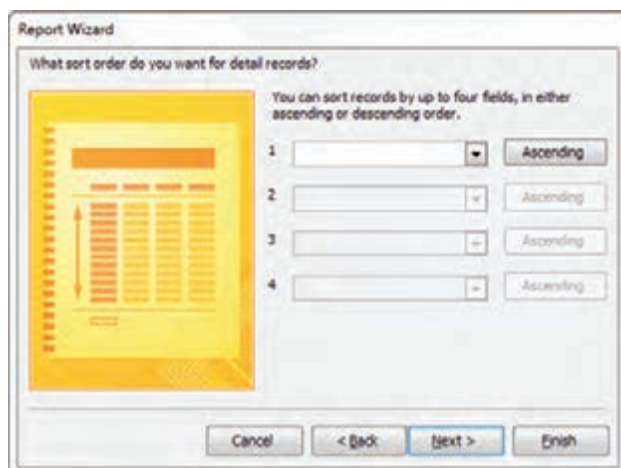 Report Wizard
What sort order do you want for detail records?
You can sort records by up to four fields, in either
ascending or descending order.
1 Ascending
2 Ascending
3 Ascending
4 Ascending
Cancel < Back Next > Finish